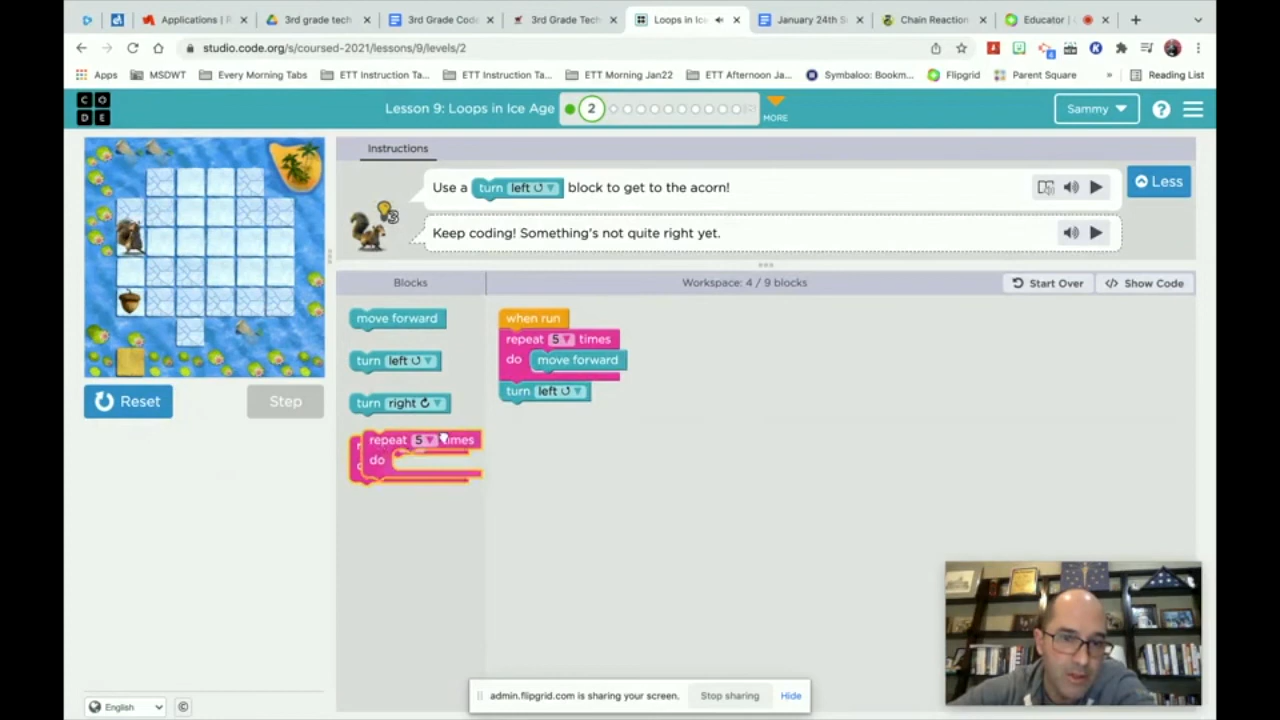 Applications | R
3rd grade tech
3rd Grade Code
3rd Grade Tech
Loops in Ice
January 24th S
Chain Reaction
Educator |
studio.code.org/s/coursed-2021/lessons/9/levels/2
Apps
MSDWT
Every Morning Tabs
ETT Instruction Ta...
ETT Instruction Ta...
ETT Morning Jan22
ETT Afternoon Ja...
Symbaloo: Bookm...
Flipgrid
Parent Square
»
Reading List
C O
D E
Lesson 9: Loops in Ice Age
2
MORE
Sammy
?
Instructions
Use a turn left block to get to the acorn!
Less
3
Keep coding! Something's not quite right yet.
Blocks
Workspace: 4 / 9 blocks
Start Over
</> Show Code
move forward
turn left
turn right
repeat 5 times
do
when run
repeat 5 times
do move forward
turn left
Reset
Step
admin.flipgrid.com is sharing your screen.
Stop sharing
Hide
English
©